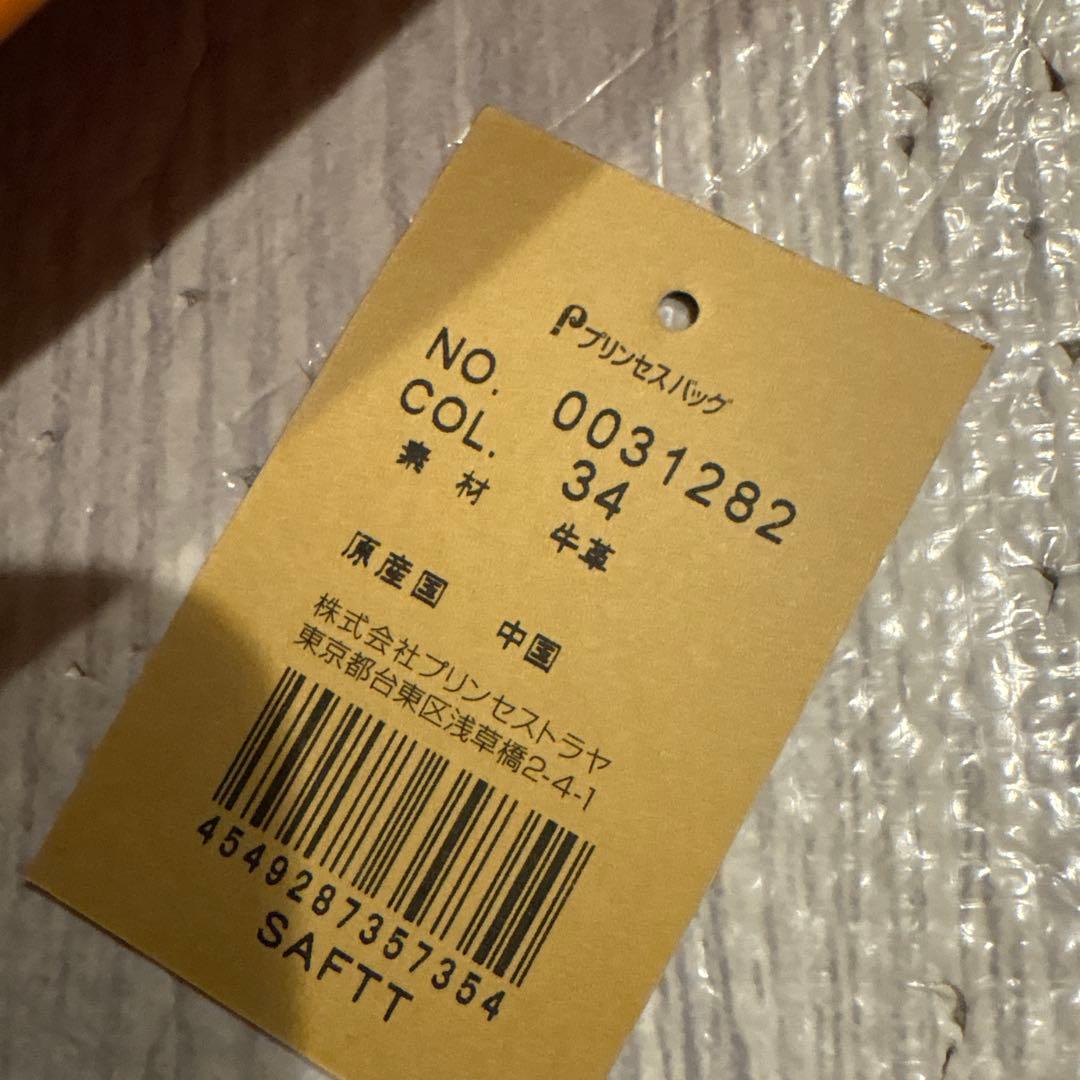 プリンセスバッグ
NO. 0031282
COL. 34
素材 牛革
原産国 中国
株式会社プリンセストラヤ
東京都台東区浅草橋2-4-1
4549287357354
SAFTT